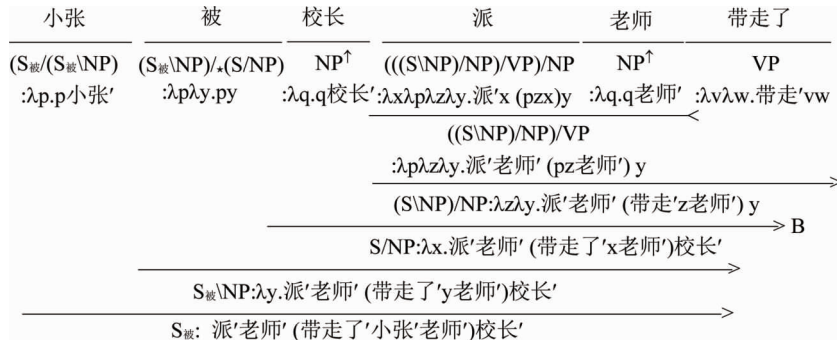 小张 被 校长 派 老师 带走了
(S被/(S被\NP) (S被\NP)/⋆(S/NP) NP↑ (((S\NP)/NP)/VP)/NP NP↑ VP
:λp.p小张′ :λpλy.py :λq.q校长′ :λxλpλzλy.派′x (pzx)y :λq.q老师′ :λvλw.带走′vw
<
((S\NP)/NP)/VP
:λpλzλy.派′老师′ (pz老师′) y
>
(S\NP)/NP:λzλy.派′老师′ (带走′z老师′) y
> B
S/NP:λx.派′老师′ (带走了′x老师′)校长′
>
S被\NP:λy.派′老师′ (带走了′y老师′)校长′
>
S被: 派′老师′ (带走了′小张′老师′)校长′